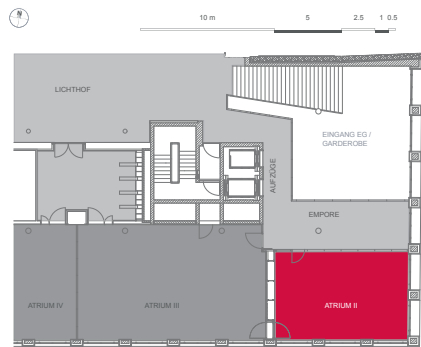 N
10 m 5 2.5 1 0.5
LICHTHOF
EINGANG EG /
GARDEROBE
AUFZÜGE
EMPORE
ATRIUM IV
ATRIUM III
ATRIUM II